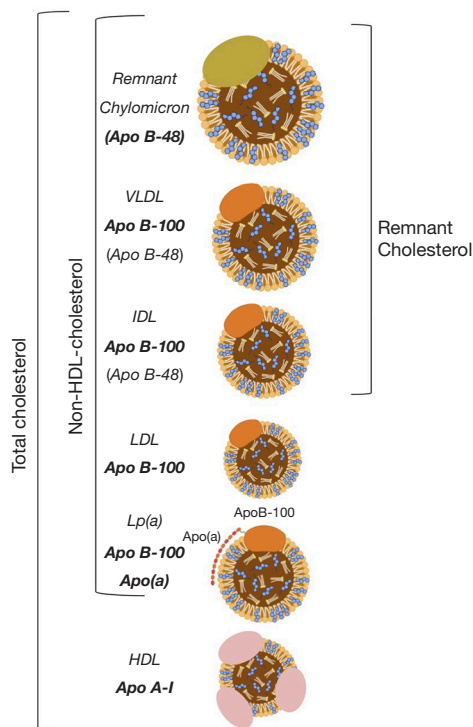 Total cholesterol
Non-HDL-cholesterol
Remnant
Chylomicron
(Apo B-48)
VLDL
Apo B-100
(Apo B-48)
IDL
Apo B-100
(Apo B-48)
Remnant
Cholesterol
LDL
Apo B-100
Lp(a)
Apo B-100
Apo(a)
Apo(a)
ApoB-100
HDL
Apo A-I